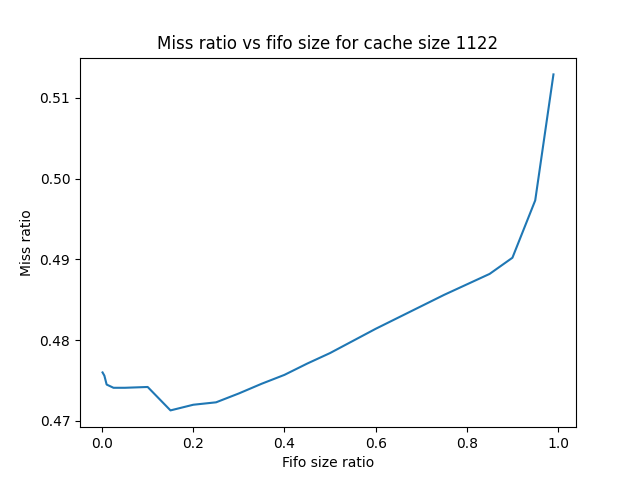 Miss ratio vs fifo size for cache size 1122
0.51
0.50
0.49
0.48
0.47
Miss ratio
0.0 0.2 0.4 0.6 0.8 1.0
Fifo size ratio